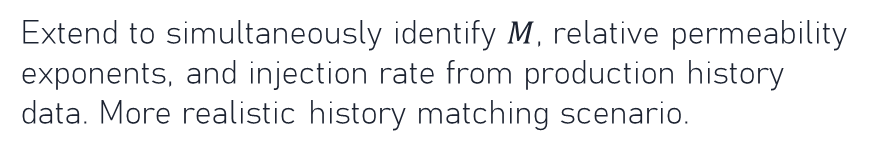 Extend to simultaneously identify M, relative permeability
exponents, and injection rate from production history
data. More realistic history matching scenario.